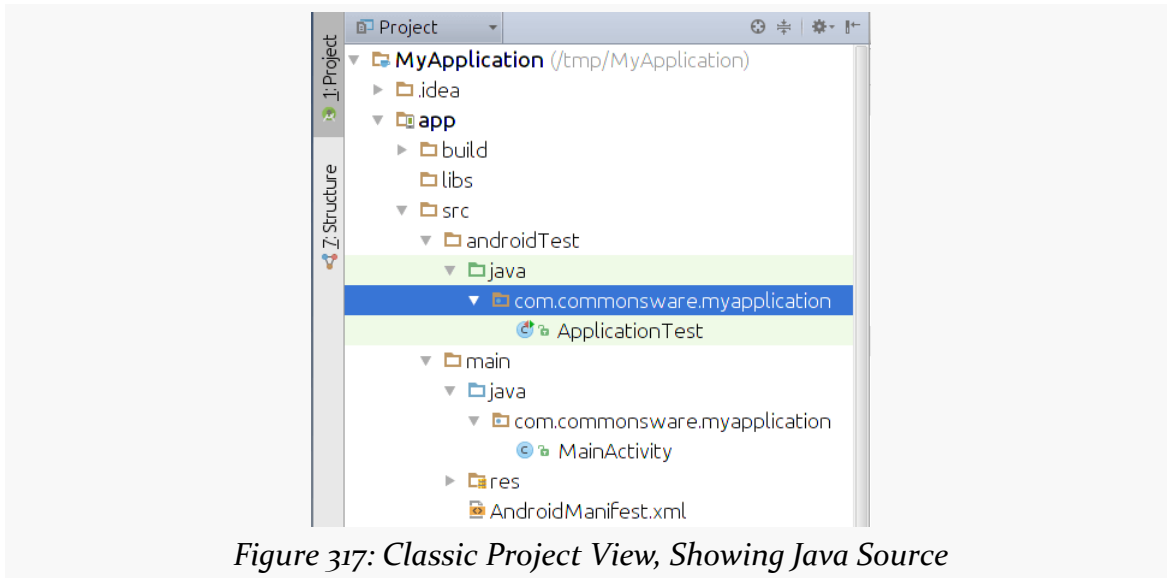 Project
1: Project
7: Structure
MyApplication (/tmp/MyApplication)
.idea
app
build
libs
src
androidTest
java
com.commonsware.myapplication
ApplicationTest
main
java
com.commonsware.myapplication
MainActivity
res
AndroidManifest.xml
Figure 317: Classic Project View, Showing Java Source